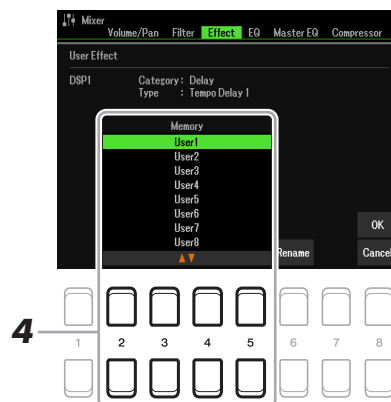 Mixer
Volume/Pan Filter Effect EQ Master EQ Compressor
User Effect
DSP1 Category : Delay
Type : Tempo Delay 1
Memory
User1
User2
User3
User4
User5
User6
User7
User8
OK
Rename Cancel
4
1 2 3 4 5 6 7 8